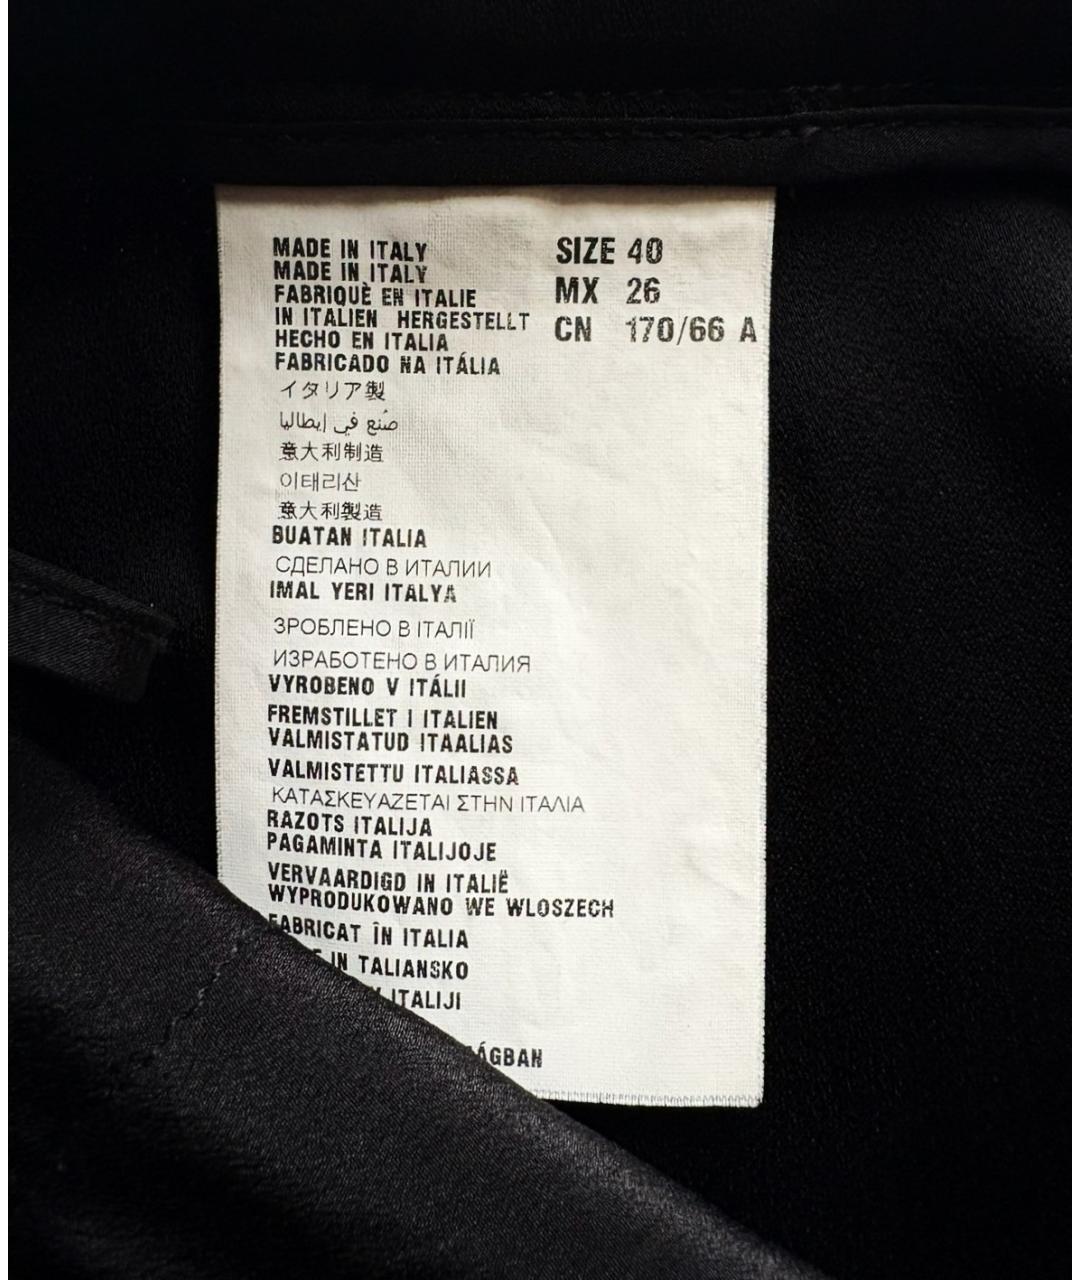 MADE IN ITALY
MADE IN ITALY
FABRIQUÈ EN ITALIE
IN ITALIEN HERGESTELLT
HECHO EN ITALIA
FABRICADO NA ITÁLIA
イタリア製
صُنع في إيطاليا
意大利制造
이태리산
意大利製造
BUATAN ITALIA
СДЕЛАНО В ИТАЛИИ
IMAL YERI ITALYA
ЗРОБЛЕНО В ІТАЛІЇ
ИЗРАБОТЕНО В ИТАЛИЯ
VYROBENO V ITÁLII
FREMSTILLET I ITALIEN
VALMISTATUD ITAALIAS
VALMISTETTU ITALIASSA
ΚΑΤΑΣΚΕΥΑΖΕΤΑΙ ΣΤΗΝ ΙΤΑΛΙΑ
RAZOTS ITALIJA
PAGAMINTA ITALIJOJE
VERVAARDIGD IN ITALIË
WYPRODUKOWANO WE WLOSZECH
FABRICAT ÎN ITALIA
IN TALIANSKO
ITALIJI
SIZE 40
MX 26
CN 170/66 A